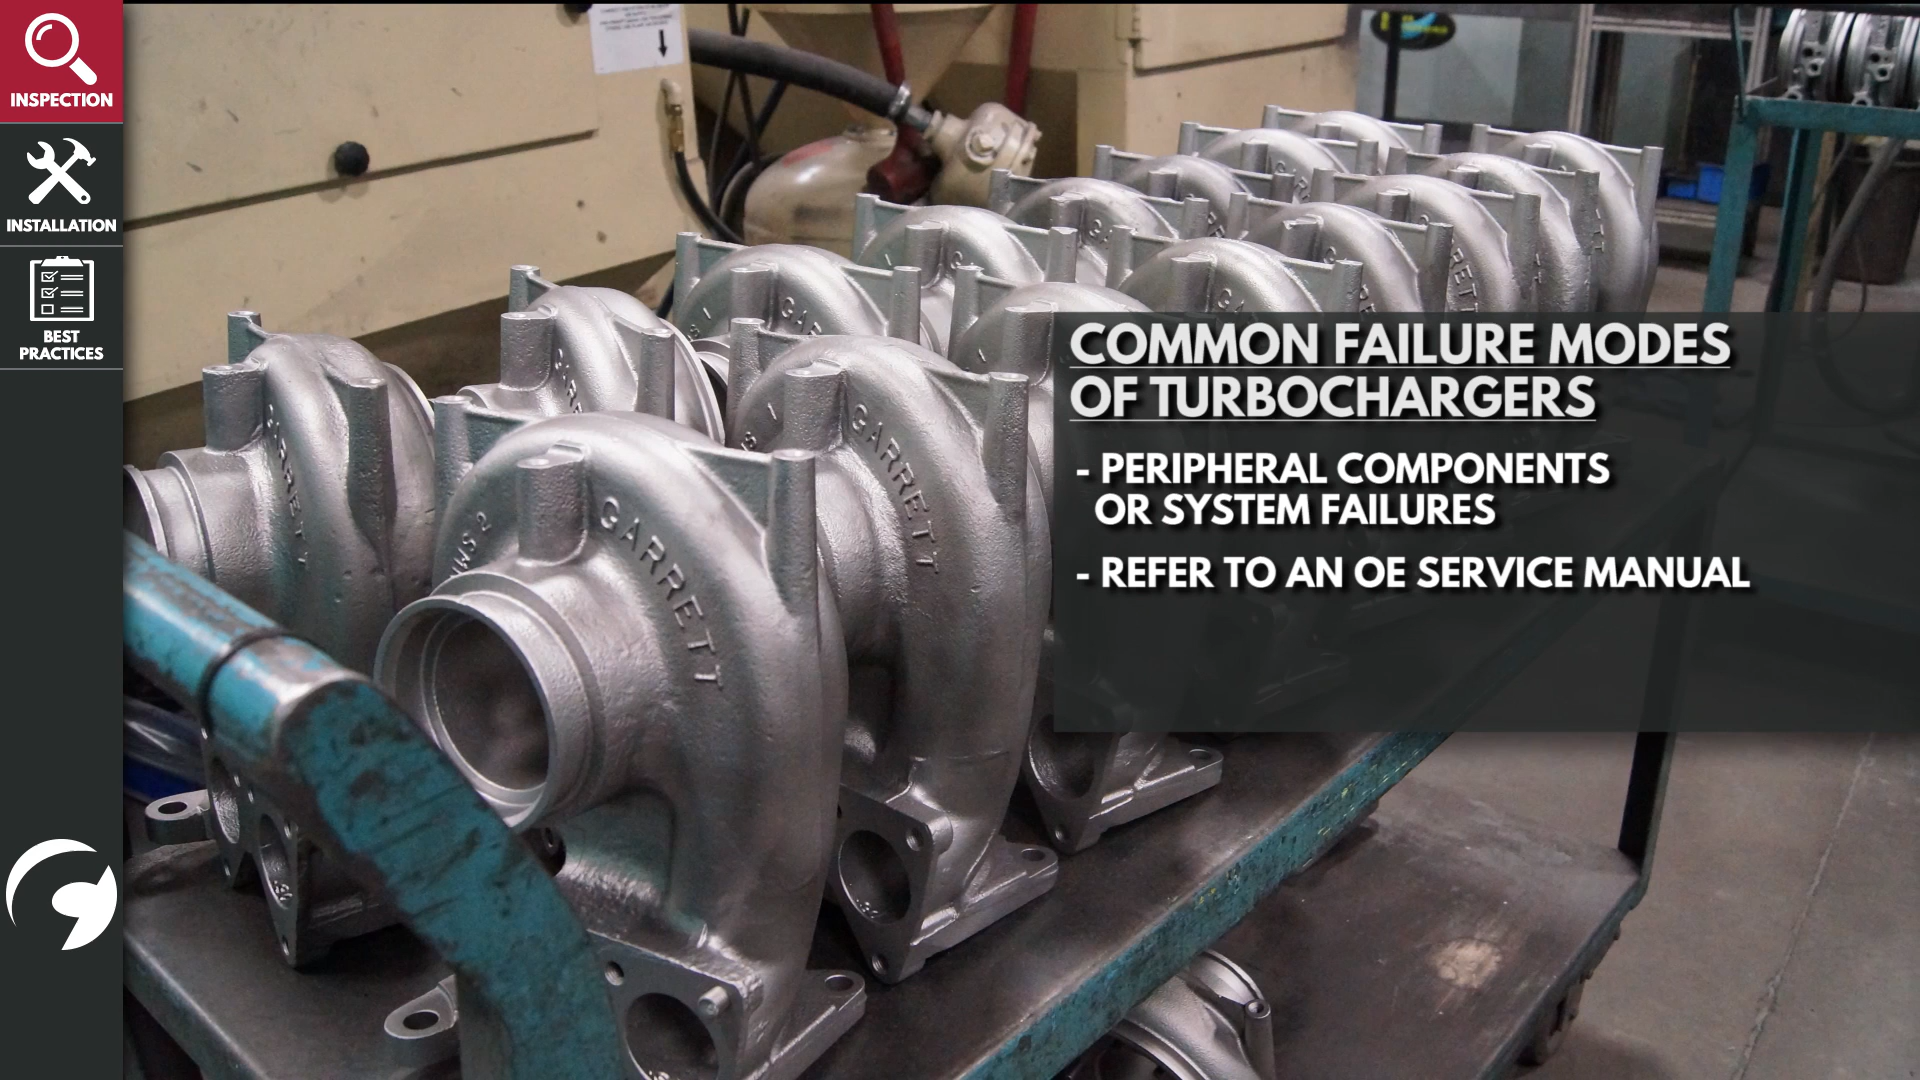 INSPECTION
INSTALLATION
BEST
PRACTICES
COMMON FAILURE MODES
OF TURBOCHARGERS
- PERIPHERAL COMPONENTS
OR SYSTEM FAILURES
- REFER TO AN OE SERVICE MANUAL
GARRETT
GARRETT
GARRETT